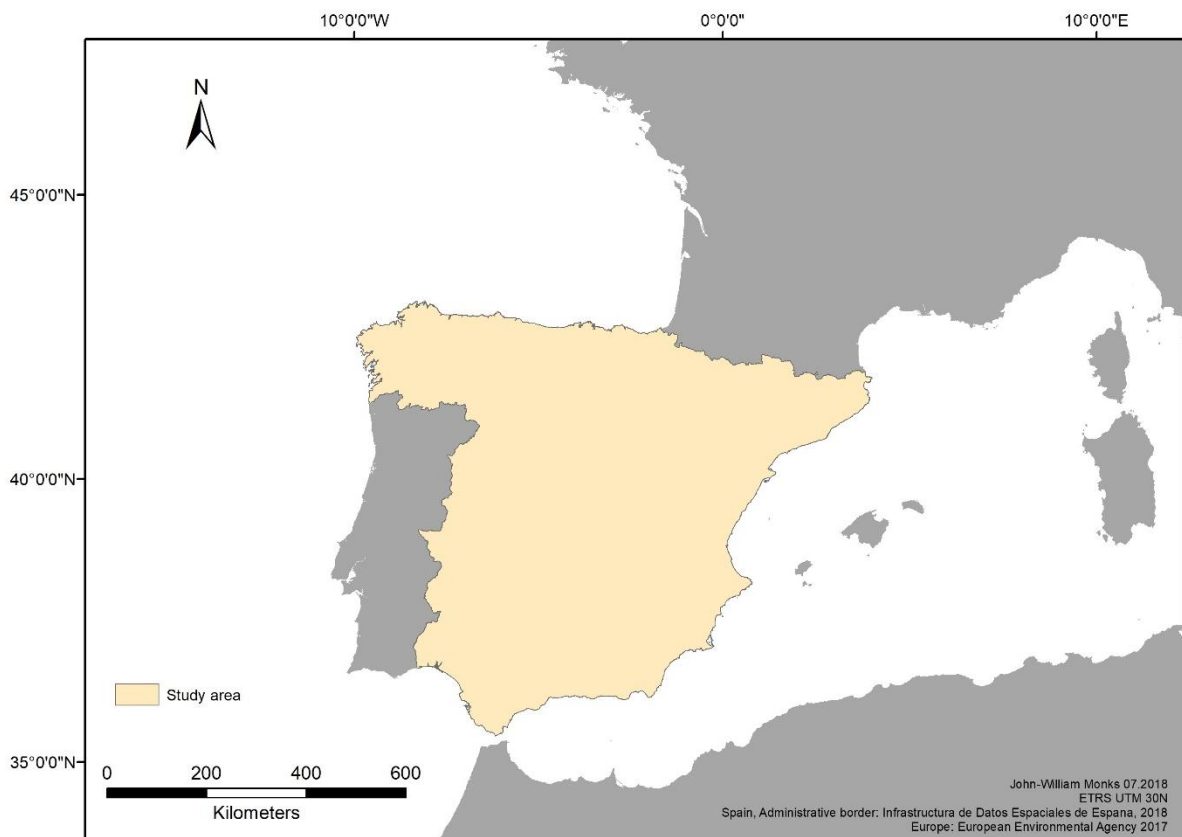 10°0'0"W 0°0'0" 10°0'0"E
N
45°0'0"N
40°0'0"N
Study area
35°0'0"N
0 200 400 600
Kilometers
John-William Monks 07.2018
ETRS UTM 30N
Spain, Administrative border: Infrastructura de Datos Espaciales de Espana, 2018
Europe: European Environmental Agency 2017